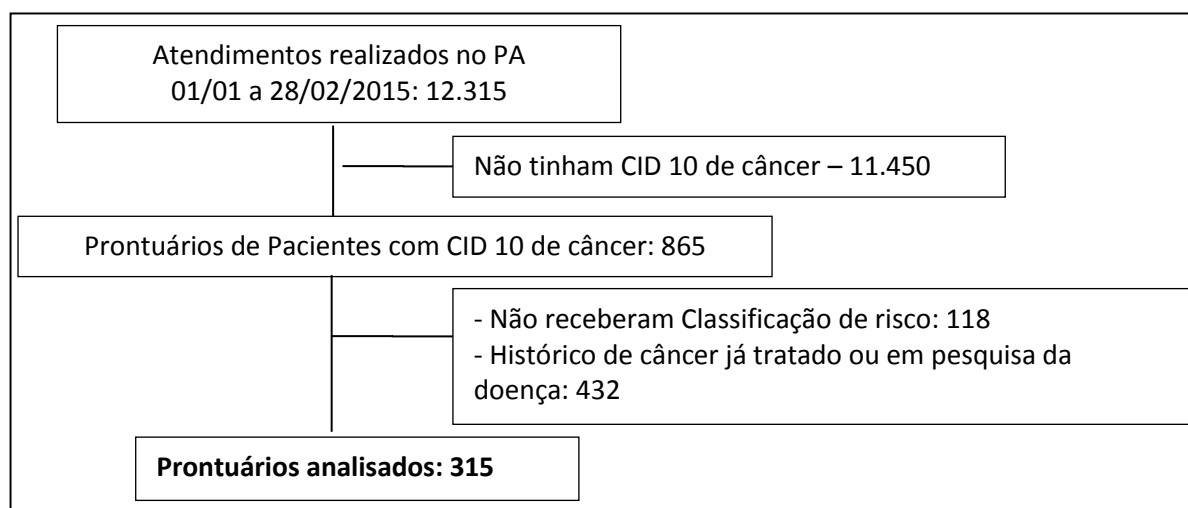 Atendimentos realizados no PA
01/01 a 28/02/2015: 12.315
Não tinham CID 10 de câncer – 11.450
Prontuários de Pacientes com CID 10 de câncer: 865
- Não receberam Classificação de risco: 118
- Histórico de câncer já tratado ou em pesquisa da
doença: 432
Prontuários analisados: 315